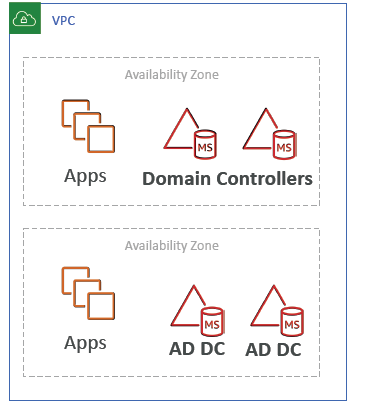 VPC
Availability Zone
MS
MS
Apps
Domain Controllers
Availability Zone
MS
MS
Apps
AD DC
AD DC